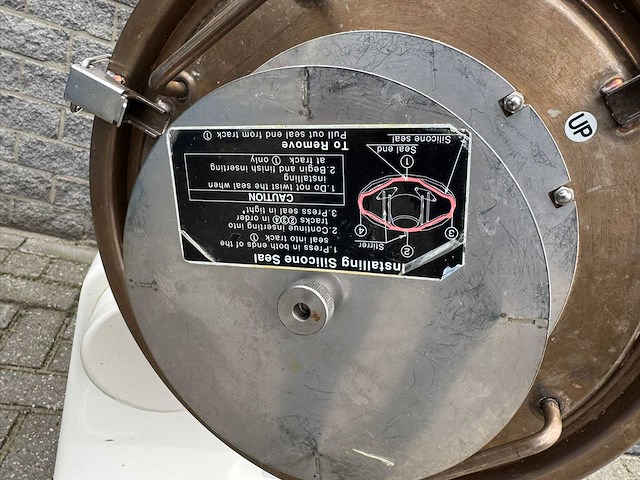 Installing Silicone Seal
1.Press in both ends of the
seal into track ①
2.Continue inserting into
tracks ②③④ in order
3.Press seal in tight"
CAUTION
1.Do not twist the seal when
installing
2.Begin and finish inserting
at track ① only
To Remove
Pull out seal end from track ①
Stirrer
②
③
④
①
Seal end
Silicone seal
UP